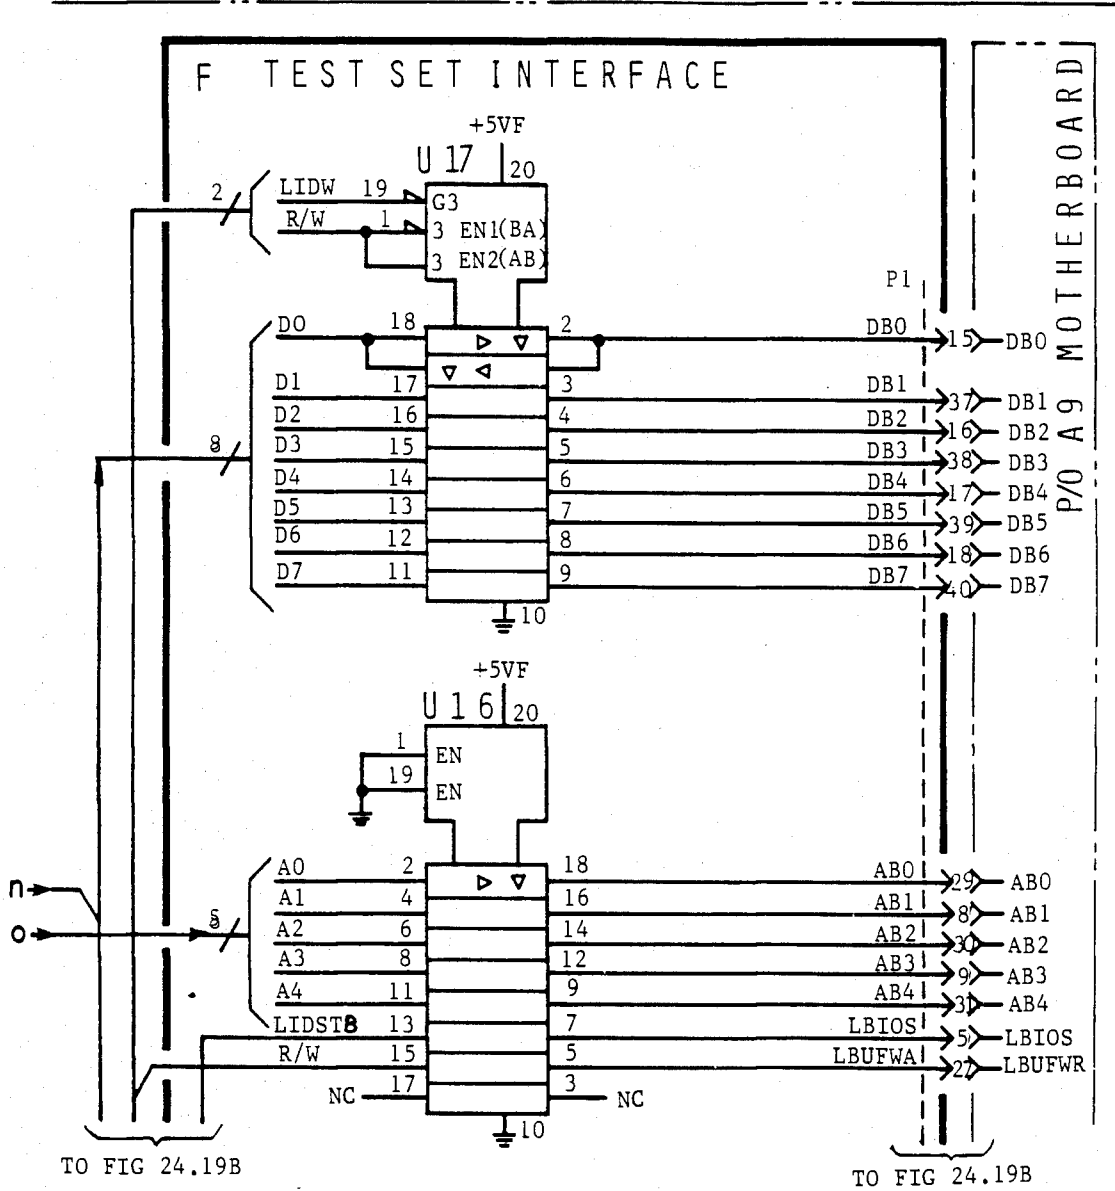 F TEST SET INTERFACE
P/O A9 MOTHERBOARD
+5VF
U17
20
2
LIDW 19 G3
R/W 1 3 EN1(BA)
3 EN2(AB)
P1
D0 18 2 DB0 15 DB0
D1 17 3 DB1 37 DB1
D2 16 4 DB2 16 DB2
D3 15 5 DB3 38 DB3
8
D4 14 6 DB4 17 DB4
D5 13 7 DB5 39 DB5
D6 12 8 DB6 18 DB6
D7 11 9 DB7 40 DB7
10
+5VF
U16
20
1 EN
19 EN
A0 2 18 AB0 29 AB0
n
A1 4 16 AB1 8 AB1
o
A2 6 14 AB2 30 AB2
A3 8 12 AB3 9 AB3
A4 11 9 AB4 31 AB4
LIDSTB 13 7 LBIOS 5 LBIOS
R/W 15 5 LBUFWA 27 LBUFWR
NC 17 3 NC
10
TO FIG 24.19B
TO FIG 24.19B